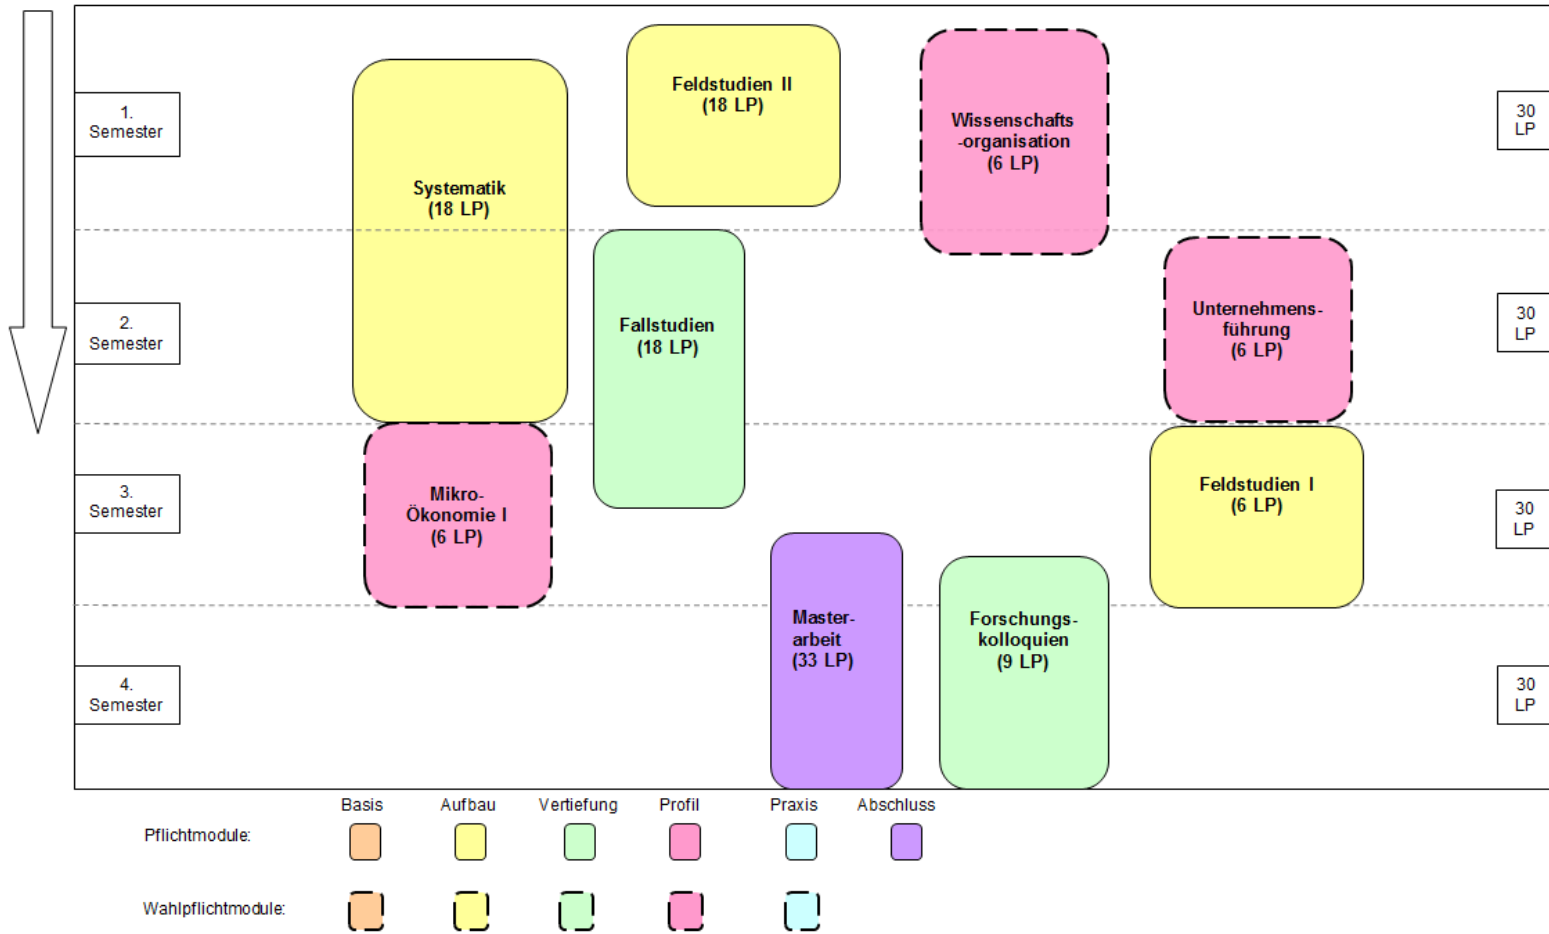 Feldstudien II
(18 LP)
1.
Semester
Wissenschafts
-organisation
(6 LP)
30
LP
Systematik
(18 LP)
2.
Semester
Fallstudien
(18 LP)
Unternehmens-
führung
(6 LP)
30
LP
3.
Semester
Mikro-
Ökonomie I
(6 LP)
Feldstudien I
(6 LP)
30
LP
Master-
arbeit
(33 LP)
Forschungs-
kolloquien
(9 LP)
4.
Semester
30
LP
Basis Aufbau Vertiefung Profil Praxis Abschluss
Pflichtmodule:
Wahlpflichtmodule: